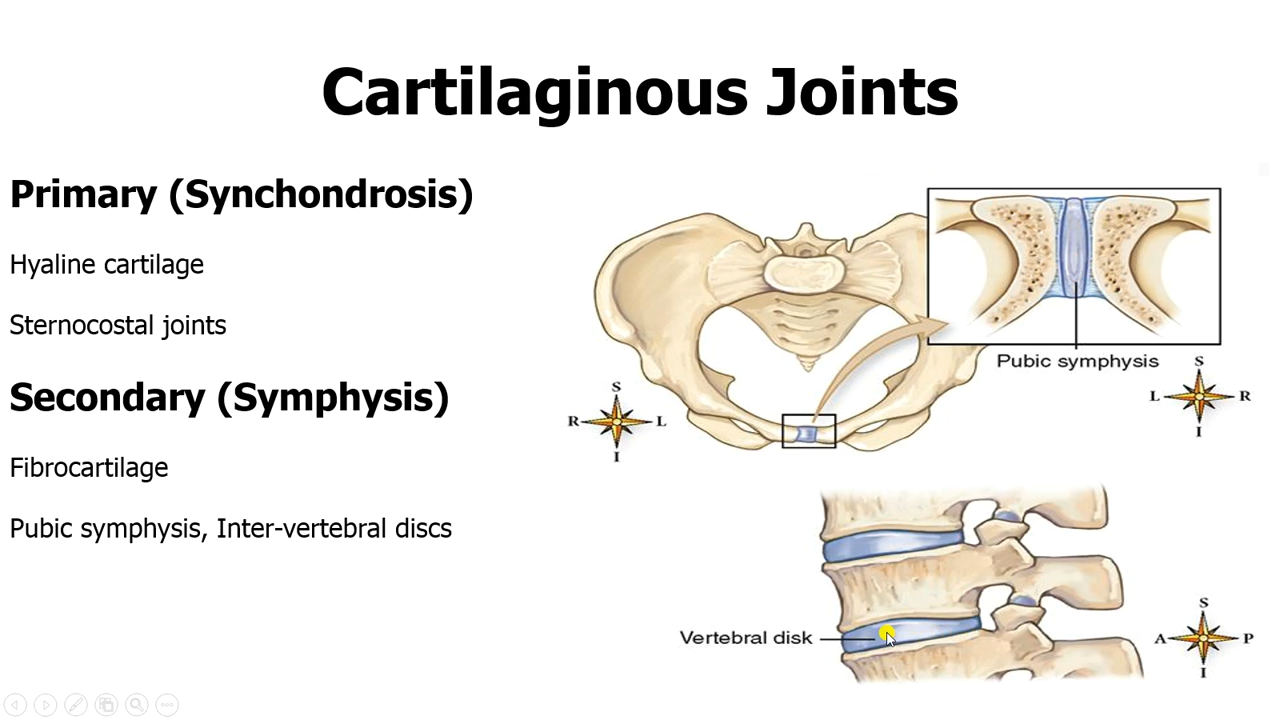 Cartilaginous Joints
Primary (Synchondrosis)
Hyaline cartilage
Sternocostal joints
Secondary (Symphysis)
Fibrocartilage
Pubic symphysis, Inter-vertebral discs
Pubic symphysis
S
R L
I
S
L R
I
Vertebral disk
S
A P
I